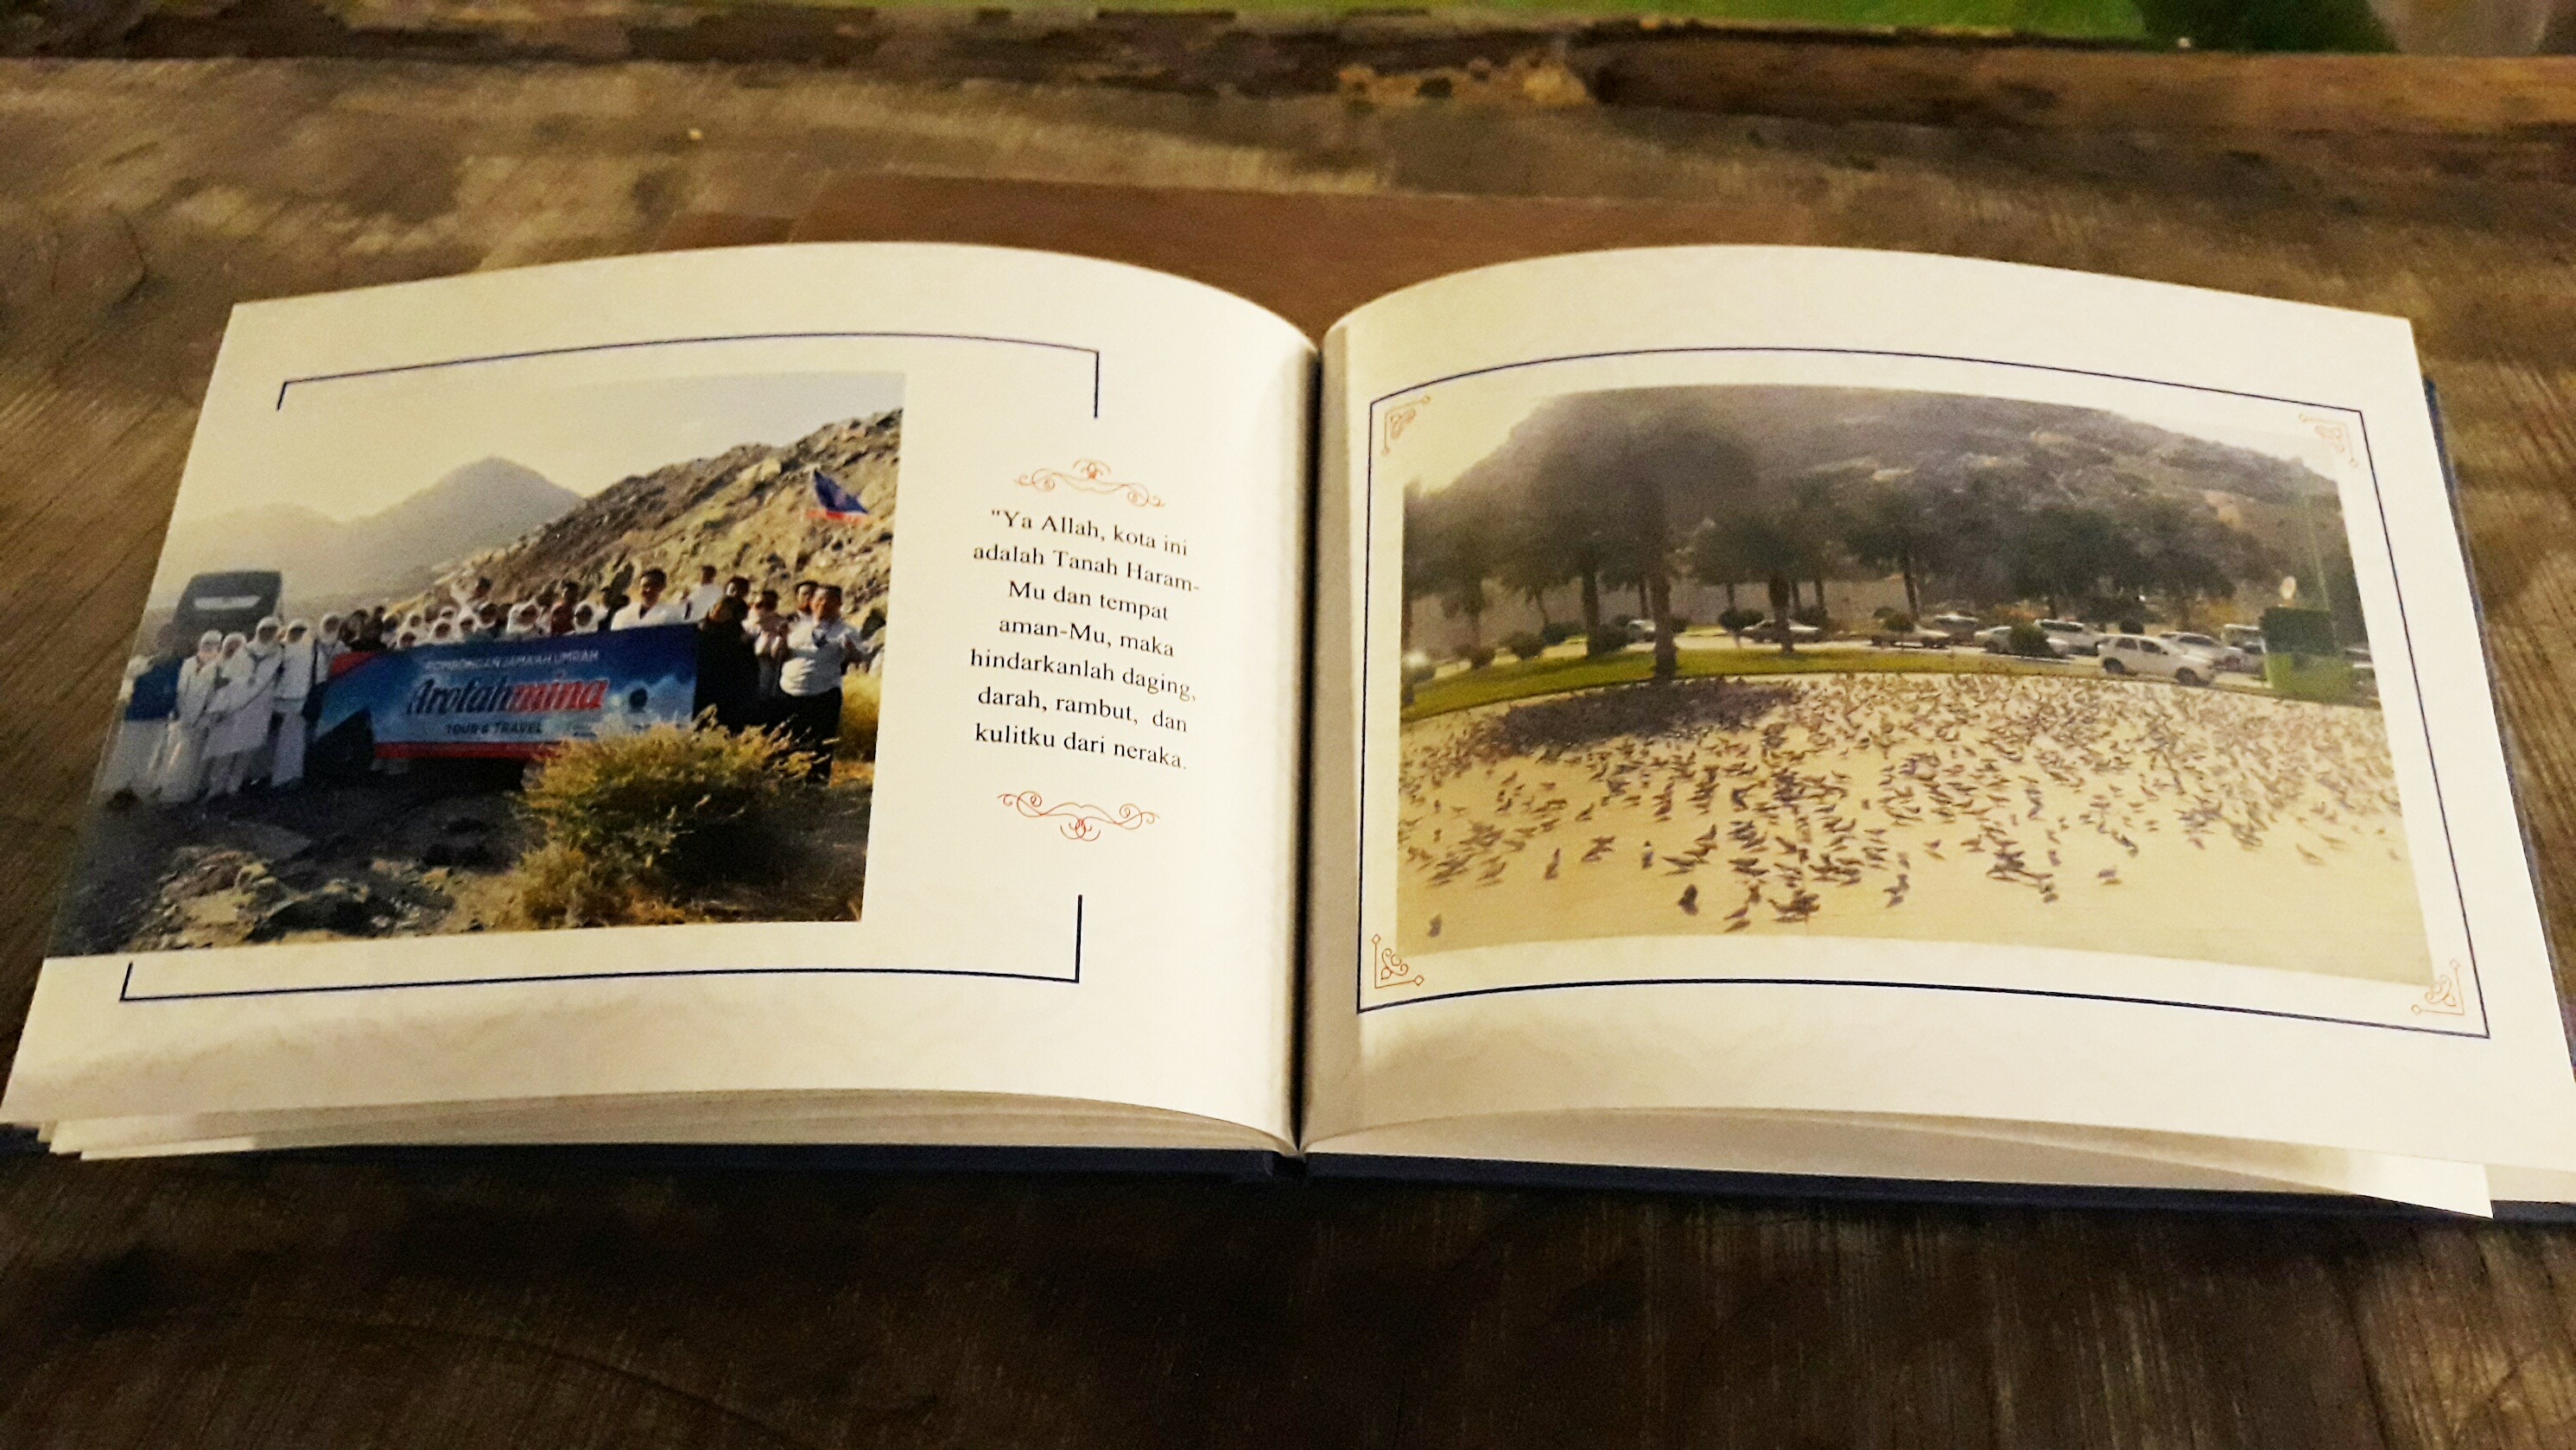 ROMBONGAN JAMAAH UMRAH
Arofahmina
TOUR & TRAVEL
"Ya Allah, kota ini
adalah Tanah Haram-
Mu dan tempat
aman-Mu, maka
hindarkanlah daging,
darah, rambut, dan
kulitku dari neraka.